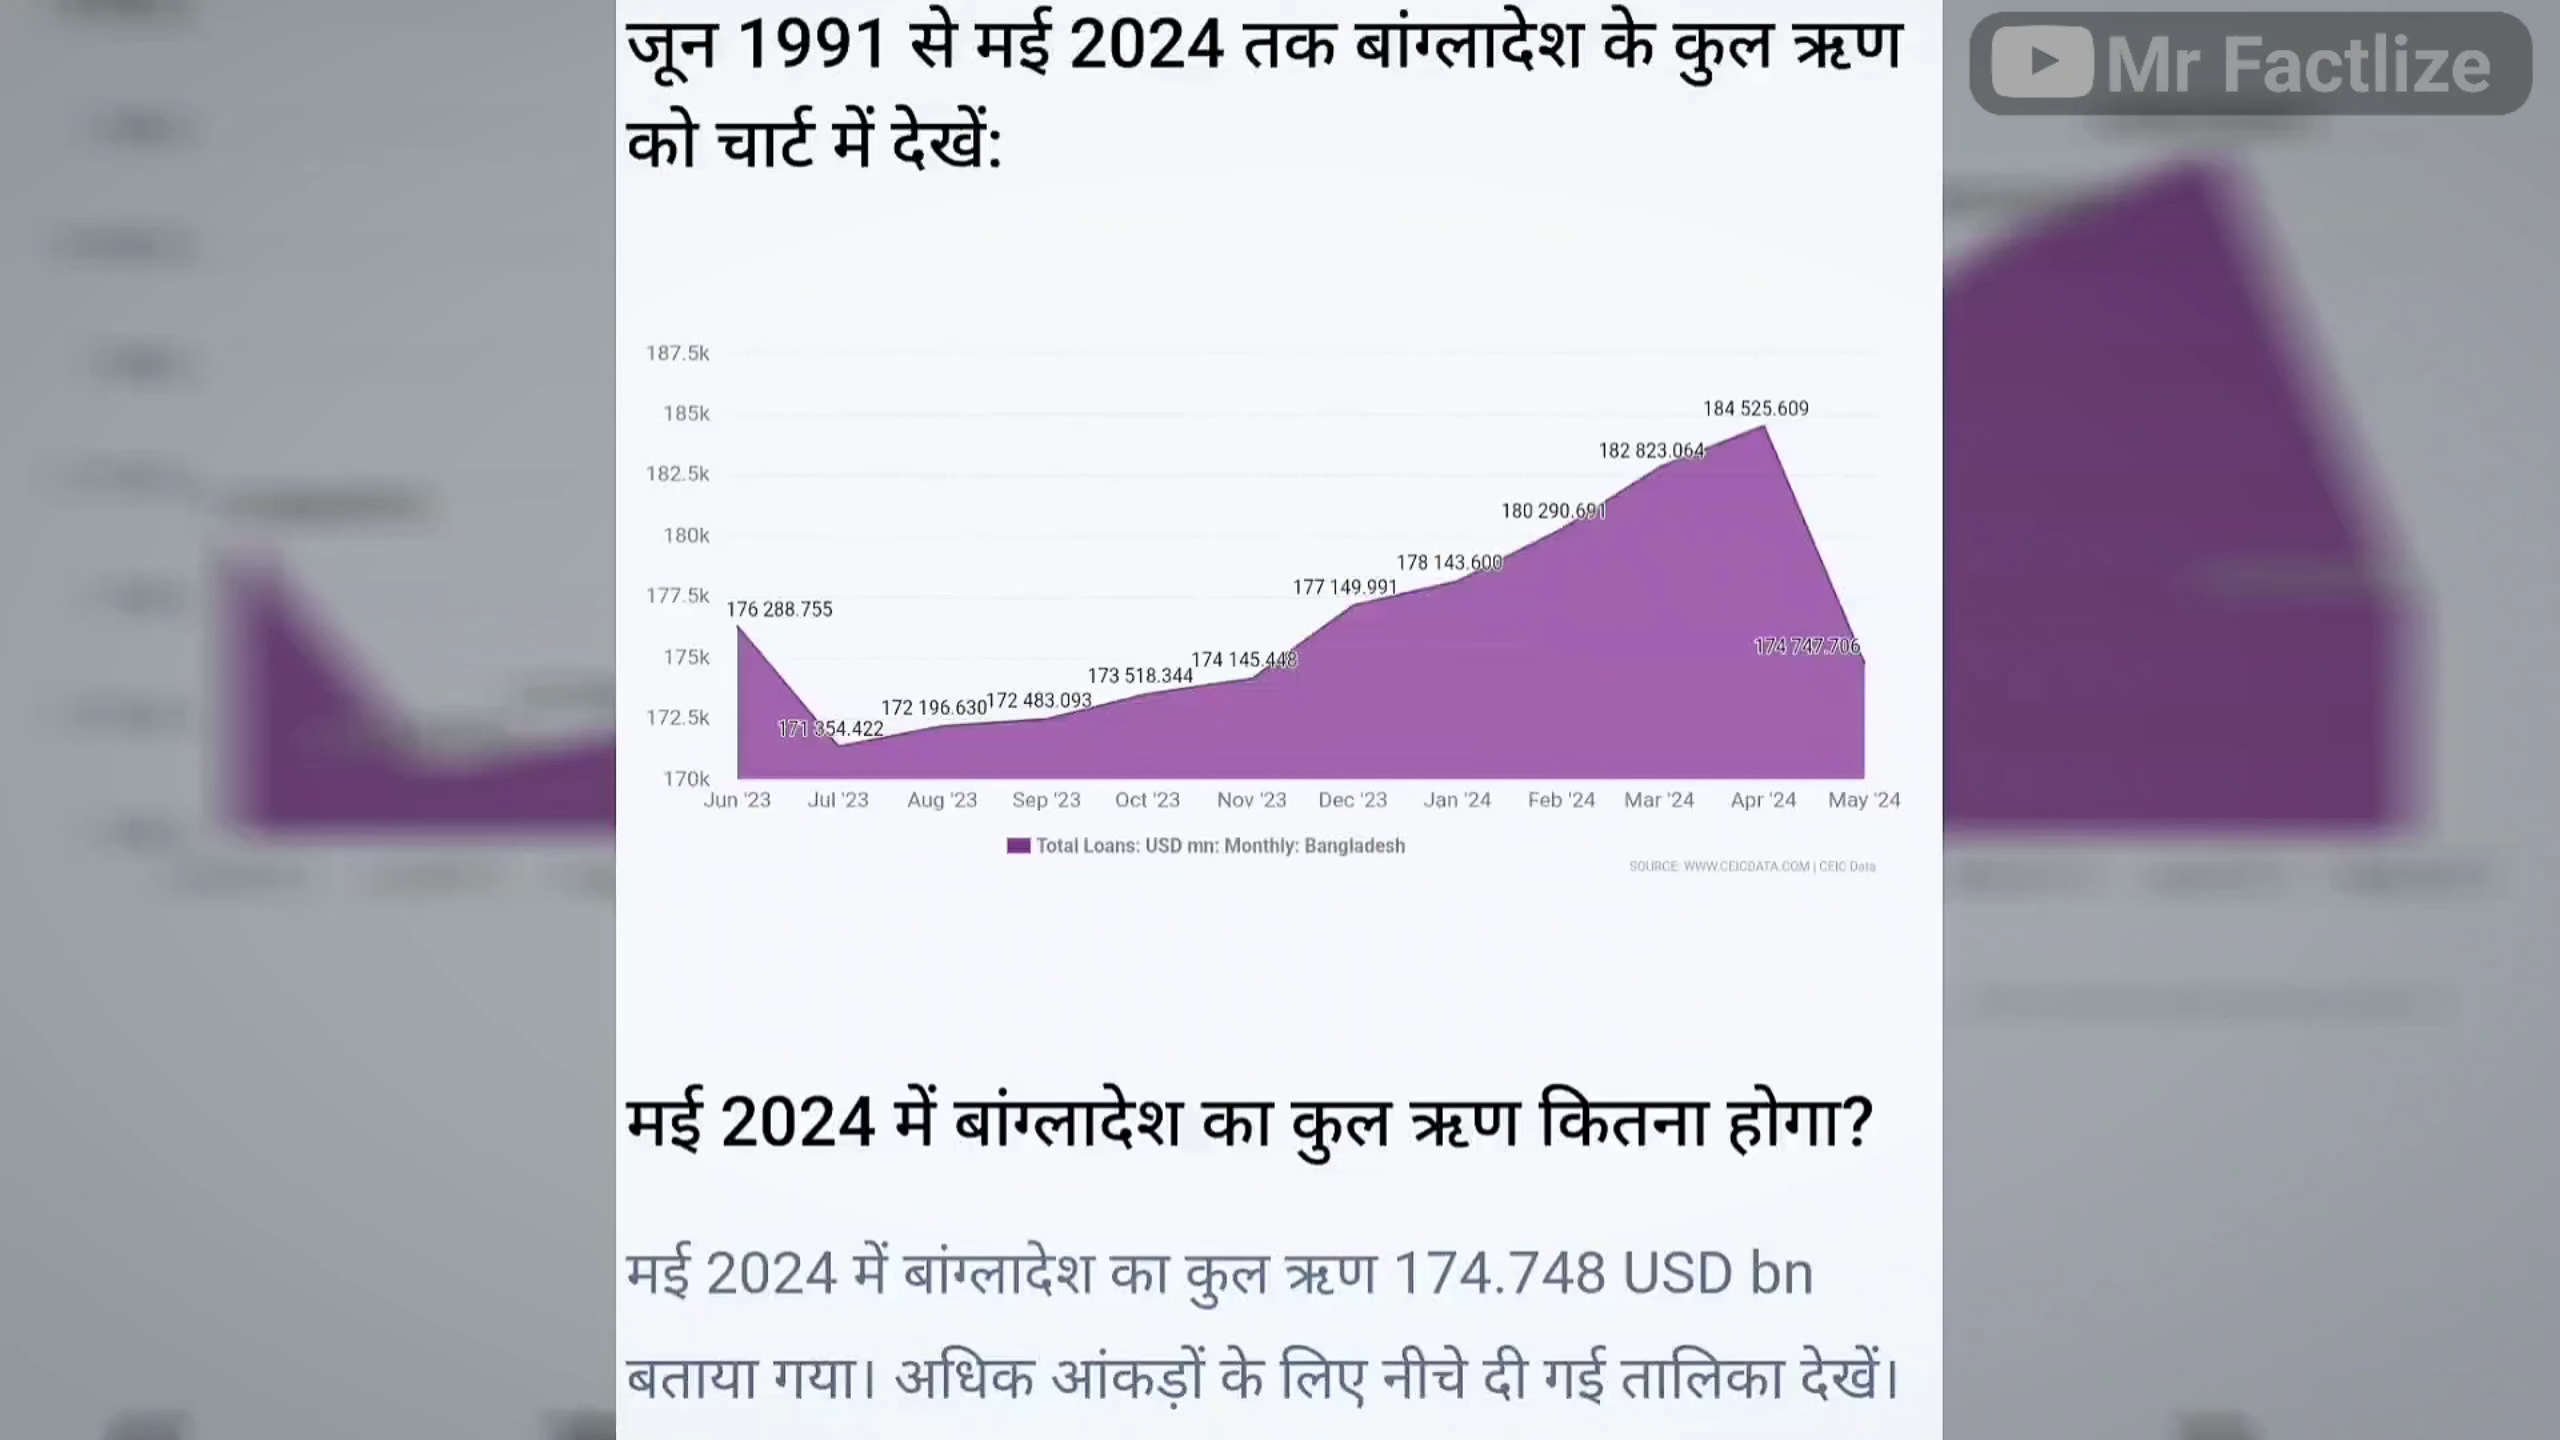 जून 1991 से मई 2024 तक बांग्लादेश के कुल ऋण
को चार्ट में देखें:
Mr Factlize
187.5k
185k
182.5k
180k
177.5k
175k
172.5k
170k
176 288.755
171 354.422
172 196.630
172 483.093
173 518.344
174 145.448
177 149.991
178 143.600
180 290.691
182 823.064
184 525.609
174 747.706
Jun '23 Jul '23 Aug '23 Sep '23 Oct '23 Nov '23 Dec '23 Jan '24 Feb '24 Mar '24 Apr '24 May '24
Total Loans: USD mn: Monthly: Bangladesh
SOURCE: WWW.CEICDATA.COM | CEIC Data
मई 2024 में बांग्लादेश का कुल ऋण कितना होगा?
मई 2024 में बांग्लादेश का कुल ऋण 174.748 USD bn
बताया गया। अधिक आंकड़ों के लिए नीचे दी गई तालिका देखें।